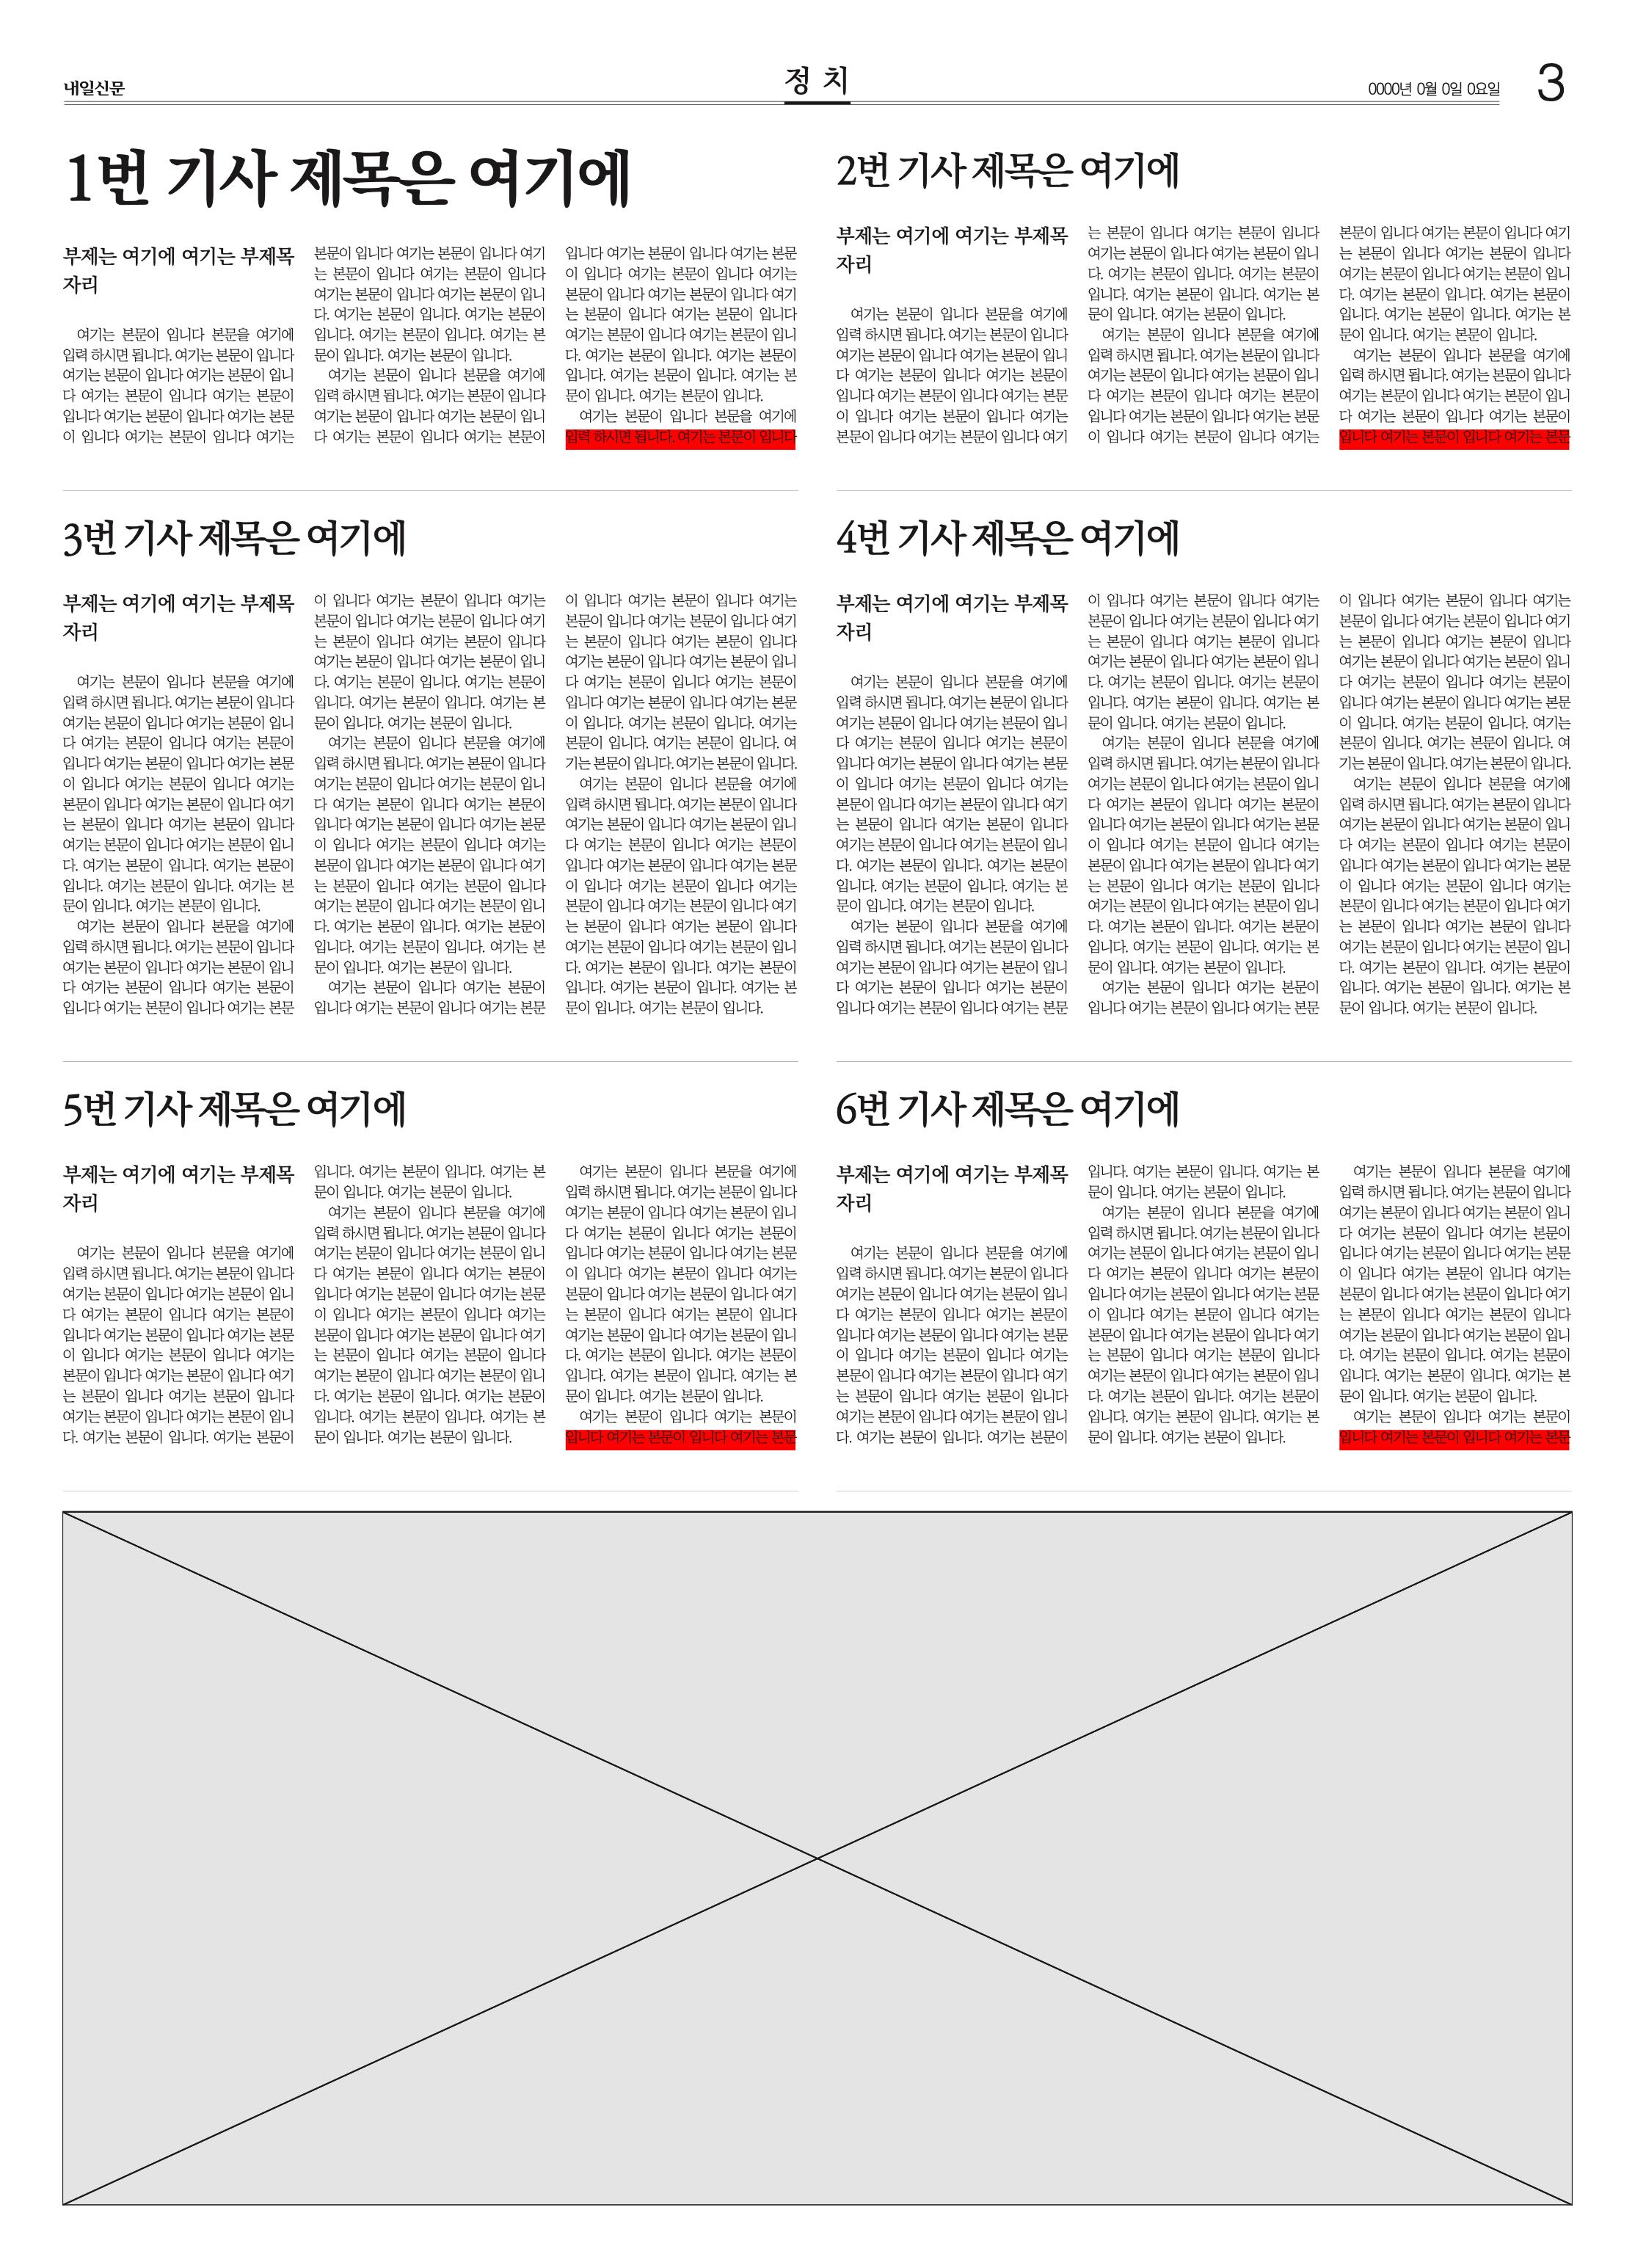 내일신문
정 치
0000년 0월 0일 0요일
3
1번 기사 제목은 여기에
부제는 여기에 여기는 부제목
자리
여기는 본문이 입니다 본문을 여기에
입력 하시면 됩니다. 여기는 본문이 입니다
여기는 본문이 입니다 여기는 본문이 입니
다 여기는 본문이 입니다 여기는 본문이
입니다 여기는 본문이 입니다 여기는 본문
이 입니다 여기는 본문이 입니다 여기는
본문이 입니다 여기는 본문이 입니다 여기
는 본문이 입니다 여기는 본문이 입니다
여기는 본문이 입니다 여기는 본문이 입니
다. 여기는 본문이 입니다. 여기는 본문이
입니다. 여기는 본문이 입니다. 여기는 본
문이 입니다. 여기는 본문이 입니다.
여기는 본문이 입니다 본문을 여기에
입력 하시면 됩니다. 여기는 본문이 입니다
여기는 본문이 입니다 여기는 본문이 입니
다 여기는 본문이 입니다 여기는 본문이
입니다 여기는 본문이 입니다 여기는 본문
이 입니다 여기는 본문이 입니다 여기는
본문이 입니다 여기는 본문이 입니다 여기
는 본문이 입니다 여기는 본문이 입니다
여기는 본문이 입니다 여기는 본문이 입니
다. 여기는 본문이 입니다. 여기는 본문이
입니다. 여기는 본문이 입니다. 여기는 본
문이 입니다. 여기는 본문이 입니다.
여기는 본문이 입니다 본문을 여기에
입력 하시면 됩니다. 여기는 본문이 입니다
2번 기사 제목은 여기에
부제는 여기에 여기는 부제목
자리
여기는 본문이 입니다 본문을 여기에
입력 하시면 됩니다. 여기는 본문이 입니다
여기는 본문이 입니다 여기는 본문이 입니
다 여기는 본문이 입니다 여기는 본문이
입니다 여기는 본문이 입니다 여기는 본문
이 입니다 여기는 본문이 입니다 여기는
본문이 입니다 여기는 본문이 입니다 여기
는 본문이 입니다 여기는 본문이 입니다
여기는 본문이 입니다 여기는 본문이 입니
다. 여기는 본문이 입니다. 여기는 본문이
입니다. 여기는 본문이 입니다. 여기는 본
문이 입니다. 여기는 본문이 입니다.
여기는 본문이 입니다 본문을 여기에
입력 하시면 됩니다. 여기는 본문이 입니다
여기는 본문이 입니다 여기는 본문이 입니
다 여기는 본문이 입니다 여기는 본문이
입니다 여기는 본문이 입니다 여기는 본문
이 입니다 여기는 본문이 입니다 여기는
본문이 입니다 여기는 본문이 입니다 여기
는 본문이 입니다 여기는 본문이 입니다
여기는 본문이 입니다 여기는 본문이 입니
다. 여기는 본문이 입니다. 여기는 본문이
입니다. 여기는 본문이 입니다. 여기는 본
문이 입니다. 여기는 본문이 입니다.
여기는 본문이 입니다 본문을 여기에
입력 하시면 됩니다. 여기는 본문이 입니다
여기는 본문이 입니다 여기는 본문이 입니
다 여기는 본문이 입니다 여기는 본문이
입니다 여기는 본문이 입니다 여기는 본문
3번 기사 제목은 여기에
부제는 여기에 여기는 부제목
자리
여기는 본문이 입니다 본문을 여기에
입력 하시면 됩니다. 여기는 본문이 입니다
여기는 본문이 입니다 여기는 본문이 입니
다 여기는 본문이 입니다 여기는 본문이
입니다 여기는 본문이 입니다 여기는 본문
이 입니다 여기는 본문이 입니다 여기는
본문이 입니다 여기는 본문이 입니다 여기
는 본문이 입니다 여기는 본문이 입니다
여기는 본문이 입니다 여기는 본문이 입니
다. 여기는 본문이 입니다. 여기는 본문이
입니다. 여기는 본문이 입니다. 여기는 본
문이 입니다. 여기는 본문이 입니다.
여기는 본문이 입니다 본문을 여기에
입력 하시면 됩니다. 여기는 본문이 입니다
여기는 본문이 입니다 여기는 본문이 입니
다 여기는 본문이 입니다 여기는 본문이
입니다 여기는 본문이 입니다 여기는 본문
이 입니다 여기는 본문이 입니다 여기는
본문이 입니다 여기는 본문이 입니다 여기
는 본문이 입니다 여기는 본문이 입니다
여기는 본문이 입니다 여기는 본문이 입니
다. 여기는 본문이 입니다. 여기는 본문이
입니다. 여기는 본문이 입니다. 여기는 본
문이 입니다. 여기는 본문이 입니다.
여기는 본문이 입니다 본문을 여기에
입력 하시면 됩니다. 여기는 본문이 입니다
여기는 본문이 입니다 여기는 본문이 입니
다 여기는 본문이 입니다 여기는 본문이
입니다 여기는 본문이 입니다 여기는 본문
이 입니다 여기는 본문이 입니다 여기는
본문이 입니다 여기는 본문이 입니다 여기
는 본문이 입니다 여기는 본문이 입니다
여기는 본문이 입니다 여기는 본문이 입니
다. 여기는 본문이 입니다. 여기는 본문이
입니다. 여기는 본문이 입니다. 여기는 본
문이 입니다. 여기는 본문이 입니다.
여기는 본문이 입니다 여기는 본문이
입니다 여기는 본문이 입니다 여기는 본문
이 입니다 여기는 본문이 입니다 여기는
본문이 입니다 여기는 본문이 입니다 여기
는 본문이 입니다 여기는 본문이 입니다
여기는 본문이 입니다 여기는 본문이 입니
다 여기는 본문이 입니다 여기는 본문이
입니다 여기는 본문이 입니다 여기는 본문
이 입니다. 여기는 본문이 입니다. 여기는
본문이 입니다. 여기는 본문이 입니다. 여
기는 본문이 입니다. 여기는 본문이 입니다.
여기는 본문이 입니다 본문을 여기에
입력 하시면 됩니다. 여기는 본문이 입니다
여기는 본문이 입니다 여기는 본문이 입니
다 여기는 본문이 입니다 여기는 본문이
입니다 여기는 본문이 입니다 여기는 본문
이 입니다 여기는 본문이 입니다 여기는
본문이 입니다 여기는 본문이 입니다 여기
는 본문이 입니다 여기는 본문이 입니다
여기는 본문이 입니다 여기는 본문이 입니
다. 여기는 본문이 입니다. 여기는 본문이
입니다. 여기는 본문이 입니다. 여기는 본
문이 입니다. 여기는 본문이 입니다.
4번 기사 제목은 여기에
부제는 여기에 여기는 부제목
자리
여기는 본문이 입니다 본문을 여기에
입력 하시면 됩니다. 여기는 본문이 입니다
여기는 본문이 입니다 여기는 본문이 입니
다 여기는 본문이 입니다 여기는 본문이
입니다 여기는 본문이 입니다 여기는 본문
이 입니다 여기는 본문이 입니다 여기는
본문이 입니다 여기는 본문이 입니다 여기
는 본문이 입니다 여기는 본문이 입니다
여기는 본문이 입니다 여기는 본문이 입니
다. 여기는 본문이 입니다. 여기는 본문이
입니다. 여기는 본문이 입니다. 여기는 본
문이 입니다. 여기는 본문이 입니다.
여기는 본문이 입니다 본문을 여기에
입력 하시면 됩니다. 여기는 본문이 입니다
여기는 본문이 입니다 여기는 본문이 입니
다 여기는 본문이 입니다 여기는 본문이
입니다 여기는 본문이 입니다 여기는 본문
이 입니다 여기는 본문이 입니다 여기는
본문이 입니다 여기는 본문이 입니다 여기
는 본문이 입니다 여기는 본문이 입니다
여기는 본문이 입니다 여기는 본문이 입니
다. 여기는 본문이 입니다. 여기는 본문이
입니다. 여기는 본문이 입니다. 여기는 본
문이 입니다. 여기는 본문이 입니다.
여기는 본문이 입니다 본문을 여기에
입력 하시면 됩니다. 여기는 본문이 입니다
여기는 본문이 입니다 여기는 본문이 입니
다 여기는 본문이 입니다 여기는 본문이
입니다 여기는 본문이 입니다 여기는 본문
이 입니다 여기는 본문이 입니다 여기는
본문이 입니다 여기는 본문이 입니다 여기
는 본문이 입니다 여기는 본문이 입니다
여기는 본문이 입니다 여기는 본문이 입니
다. 여기는 본문이 입니다. 여기는 본문이
입니다. 여기는 본문이 입니다. 여기는 본
문이 입니다. 여기는 본문이 입니다.
여기는 본문이 입니다 여기는 본문이
입니다 여기는 본문이 입니다 여기는 본문
이 입니다 여기는 본문이 입니다 여기는
본문이 입니다 여기는 본문이 입니다 여기
는 본문이 입니다 여기는 본문이 입니다
여기는 본문이 입니다 여기는 본문이 입니
다 여기는 본문이 입니다 여기는 본문이
입니다 여기는 본문이 입니다 여기는 본문
이 입니다. 여기는 본문이 입니다. 여기는
본문이 입니다. 여기는 본문이 입니다. 여
기는 본문이 입니다. 여기는 본문이 입니다.
여기는 본문이 입니다 본문을 여기에
입력 하시면 됩니다. 여기는 본문이 입니다
여기는 본문이 입니다 여기는 본문이 입니
다 여기는 본문이 입니다 여기는 본문이
입니다 여기는 본문이 입니다 여기는 본문
이 입니다 여기는 본문이 입니다 여기는
본문이 입니다 여기는 본문이 입니다 여기
는 본문이 입니다 여기는 본문이 입니다
여기는 본문이 입니다 여기는 본문이 입니
다. 여기는 본문이 입니다. 여기는 본문이
입니다. 여기는 본문이 입니다. 여기는 본
문이 입니다. 여기는 본문이 입니다.
5번 기사 제목은 여기에
부제는 여기에 여기는 부제목
자리
여기는 본문이 입니다 본문을 여기에
입력 하시면 됩니다. 여기는 본문이 입니다
여기는 본문이 입니다 여기는 본문이 입니
다 여기는 본문이 입니다 여기는 본문이
입니다 여기는 본문이 입니다 여기는 본문
이 입니다 여기는 본문이 입니다 여기는
본문이 입니다 여기는 본문이 입니다 여기
는 본문이 입니다 여기는 본문이 입니다
여기는 본문이 입니다 여기는 본문이 입니
다. 여기는 본문이 입니다. 여기는 본문이
입니다. 여기는 본문이 입니다. 여기는 본
문이 입니다. 여기는 본문이 입니다.
여기는 본문이 입니다 본문을 여기에
입력 하시면 됩니다. 여기는 본문이 입니다
여기는 본문이 입니다 여기는 본문이 입니
다 여기는 본문이 입니다 여기는 본문이
입니다 여기는 본문이 입니다 여기는 본문
이 입니다 여기는 본문이 입니다 여기는
본문이 입니다 여기는 본문이 입니다 여기
는 본문이 입니다 여기는 본문이 입니다
여기는 본문이 입니다 여기는 본문이 입니
다. 여기는 본문이 입니다. 여기는 본문이
입니다. 여기는 본문이 입니다. 여기는 본
문이 입니다. 여기는 본문이 입니다.
여기는 본문이 입니다 본문을 여기에
입력 하시면 됩니다. 여기는 본문이 입니다
여기는 본문이 입니다 여기는 본문이 입니
다 여기는 본문이 입니다 여기는 본문이
입니다 여기는 본문이 입니다 여기는 본문
이 입니다 여기는 본문이 입니다 여기는
본문이 입니다 여기는 본문이 입니다 여기
는 본문이 입니다 여기는 본문이 입니다
여기는 본문이 입니다 여기는 본문이 입니
다. 여기는 본문이 입니다. 여기는 본문이
입니다. 여기는 본문이 입니다. 여기는 본
문이 입니다. 여기는 본문이 입니다.
여기는 본문이 입니다 여기는 본문이
입니다 여기는 본문이 입니다 여기는 본문
6번 기사 제목은 여기에
부제는 여기에 여기는 부제목
자리
여기는 본문이 입니다 본문을 여기에
입력 하시면 됩니다. 여기는 본문이 입니다
여기는 본문이 입니다 여기는 본문이 입니
다 여기는 본문이 입니다 여기는 본문이
입니다 여기는 본문이 입니다 여기는 본문
이 입니다 여기는 본문이 입니다 여기는
본문이 입니다 여기는 본문이 입니다 여기
는 본문이 입니다 여기는 본문이 입니다
여기는 본문이 입니다 여기는 본문이 입니
다. 여기는 본문이 입니다. 여기는 본문이
입니다. 여기는 본문이 입니다. 여기는 본
문이 입니다. 여기는 본문이 입니다.
여기는 본문이 입니다 본문을 여기에
입력 하시면 됩니다. 여기는 본문이 입니다
여기는 본문이 입니다 여기는 본문이 입니
다 여기는 본문이 입니다 여기는 본문이
입니다 여기는 본문이 입니다 여기는 본문
이 입니다 여기는 본문이 입니다 여기는
본문이 입니다 여기는 본문이 입니다 여기
는 본문이 입니다 여기는 본문이 입니다
여기는 본문이 입니다 여기는 본문이 입니
다. 여기는 본문이 입니다. 여기는 본문이
입니다. 여기는 본문이 입니다. 여기는 본
문이 입니다. 여기는 본문이 입니다.
여기는 본문이 입니다 본문을 여기에
입력 하시면 됩니다. 여기는 본문이 입니다
여기는 본문이 입니다 여기는 본문이 입니
다 여기는 본문이 입니다 여기는 본문이
입니다 여기는 본문이 입니다 여기는 본문
이 입니다 여기는 본문이 입니다 여기는
본문이 입니다 여기는 본문이 입니다 여기
는 본문이 입니다 여기는 본문이 입니다
여기는 본문이 입니다 여기는 본문이 입니
다. 여기는 본문이 입니다. 여기는 본문이
입니다. 여기는 본문이 입니다. 여기는 본
문이 입니다. 여기는 본문이 입니다.
여기는 본문이 입니다 여기는 본문이
입니다 여기는 본문이 입니다 여기는 본문